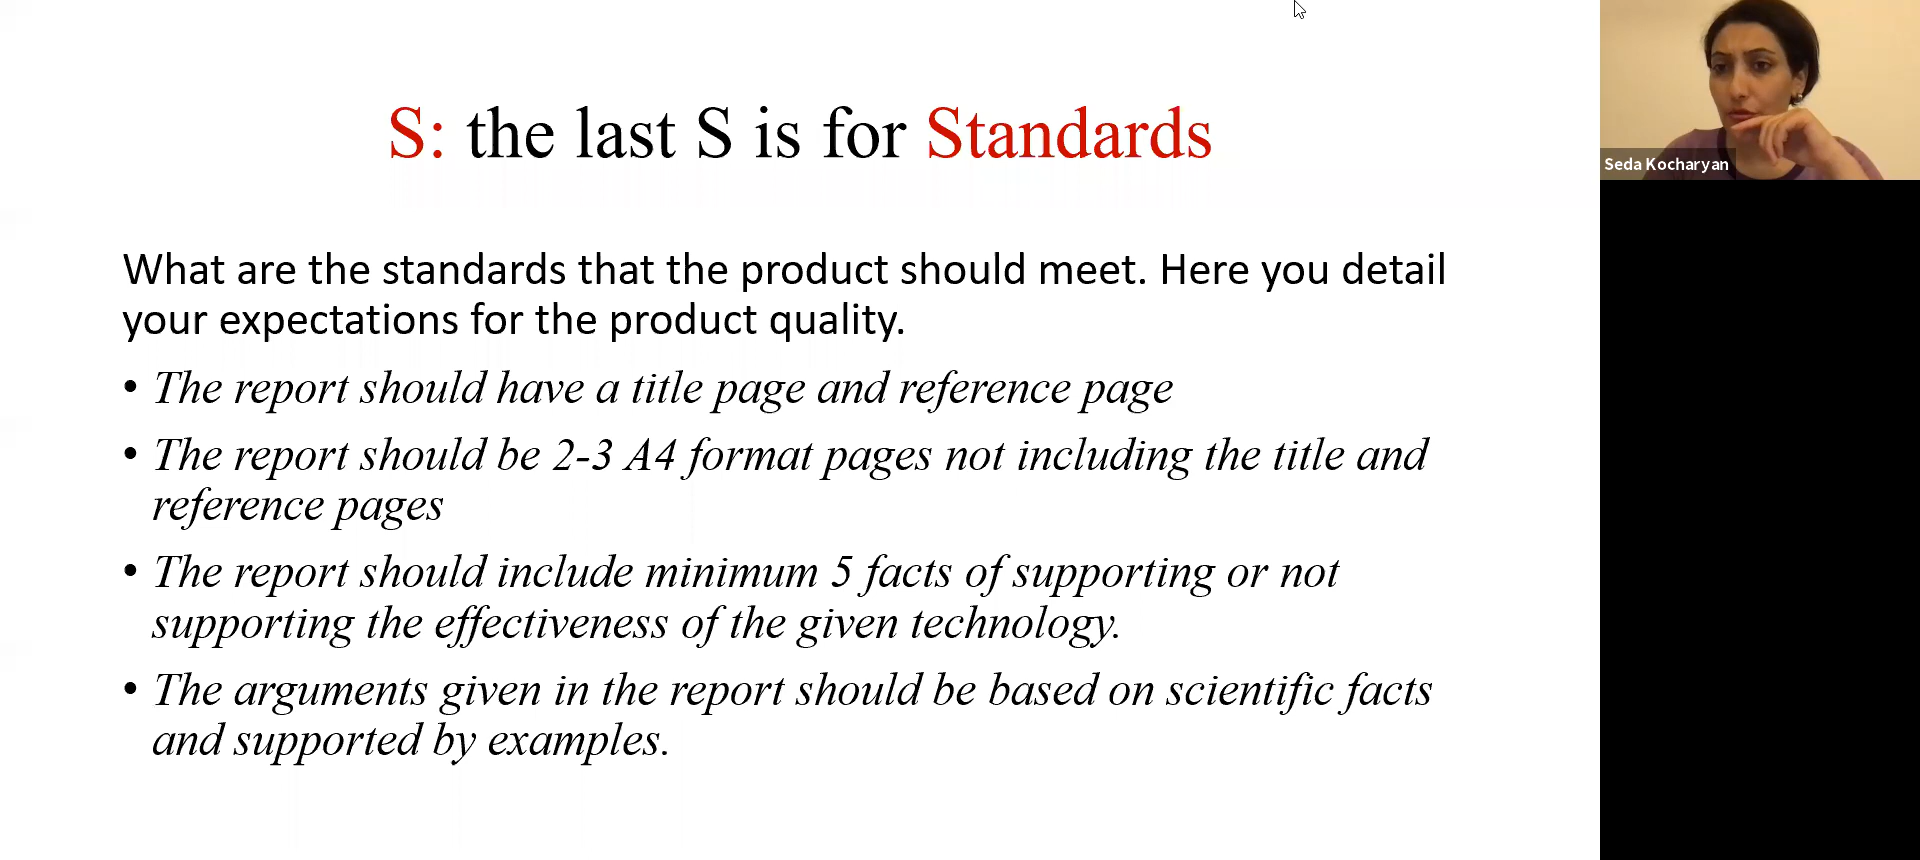 S: the last S is for Standards
What are the standards that the product should meet. Here you detail
your expectations for the product quality.
• The report should have a title page and reference page
• The report should be 2-3 A4 format pages not including the title and
reference pages
• The report should include minimum 5 facts of supporting or not
supporting the effectiveness of the given technology.
• The arguments given in the report should be based on scientific facts
and supported by examples.
Seda Kocharyan